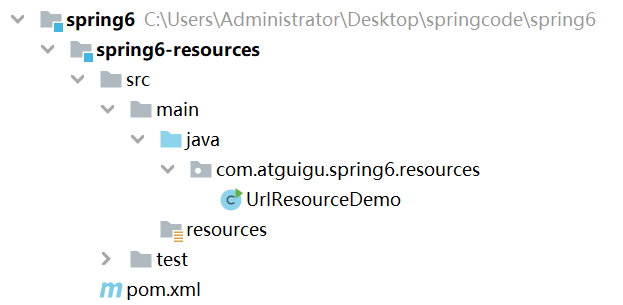 spring6 C:\Users\Administrator\Desktop\springcode\spring6
spring6-resources
src
main
java
com.atguigu.spring6.resources
C UrlResourceDemo
resources
test
m pom.xml